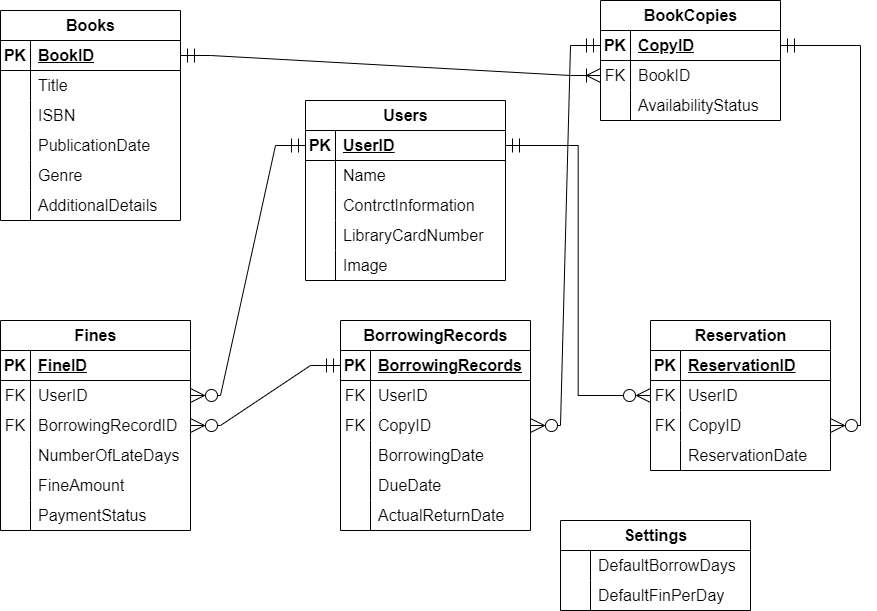 Books
PK BookID
Title
ISBN
PublicationDate
Genre
AdditionalDetails
BookCopies
PK CopyID
FK BookID
AvailabilityStatus
Users
PK UserID
Name
ContrctInformation
LibraryCardNumber
Image
Fines
PK FineID
FK UserID
FK BorrowingRecordID
NumberOfLateDays
FineAmount
PaymentStatus
BorrowingRecords
PK BorrowingRecords
FK UserID
FK CopyID
BorrowingDate
DueDate
ActualReturnDate
Reservation
PK ReservationID
FK UserID
FK CopyID
ReservationDate
Settings
DefaultBorrowDays
DefaultFinPerDay